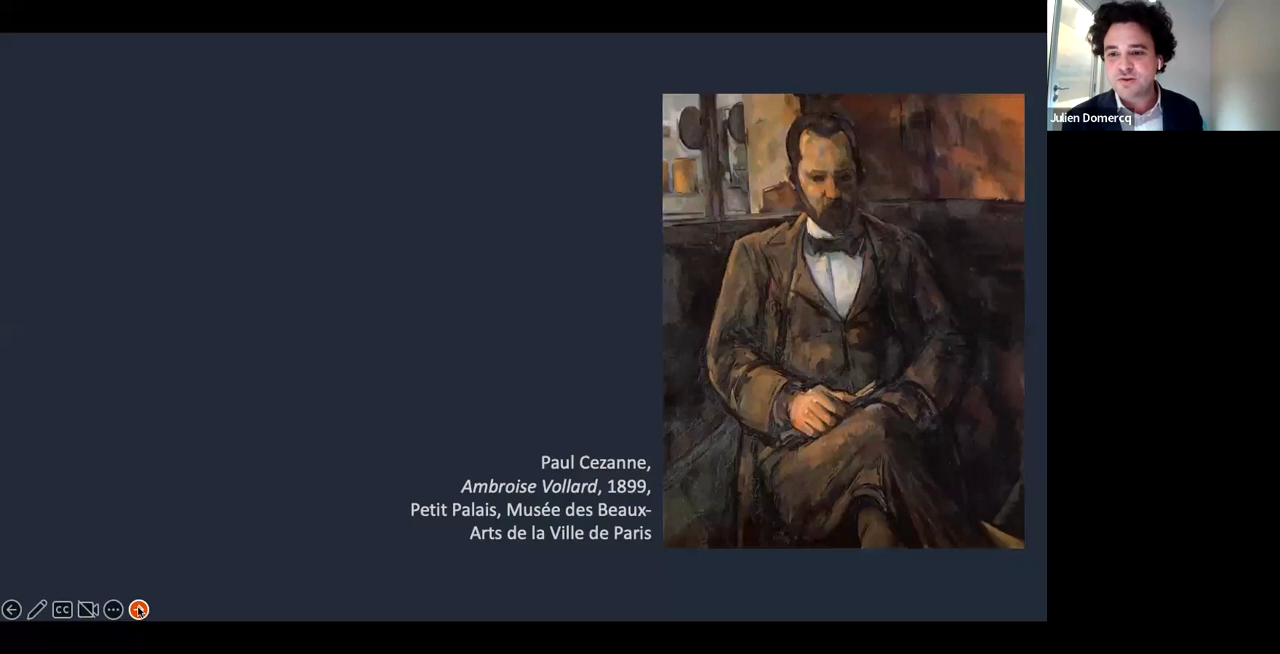 Julien Domercq
Paul Cezanne,
Ambroise Vollard, 1899,
Petit Palais, Musée des Beaux-
Arts de la Ville de Paris
CC